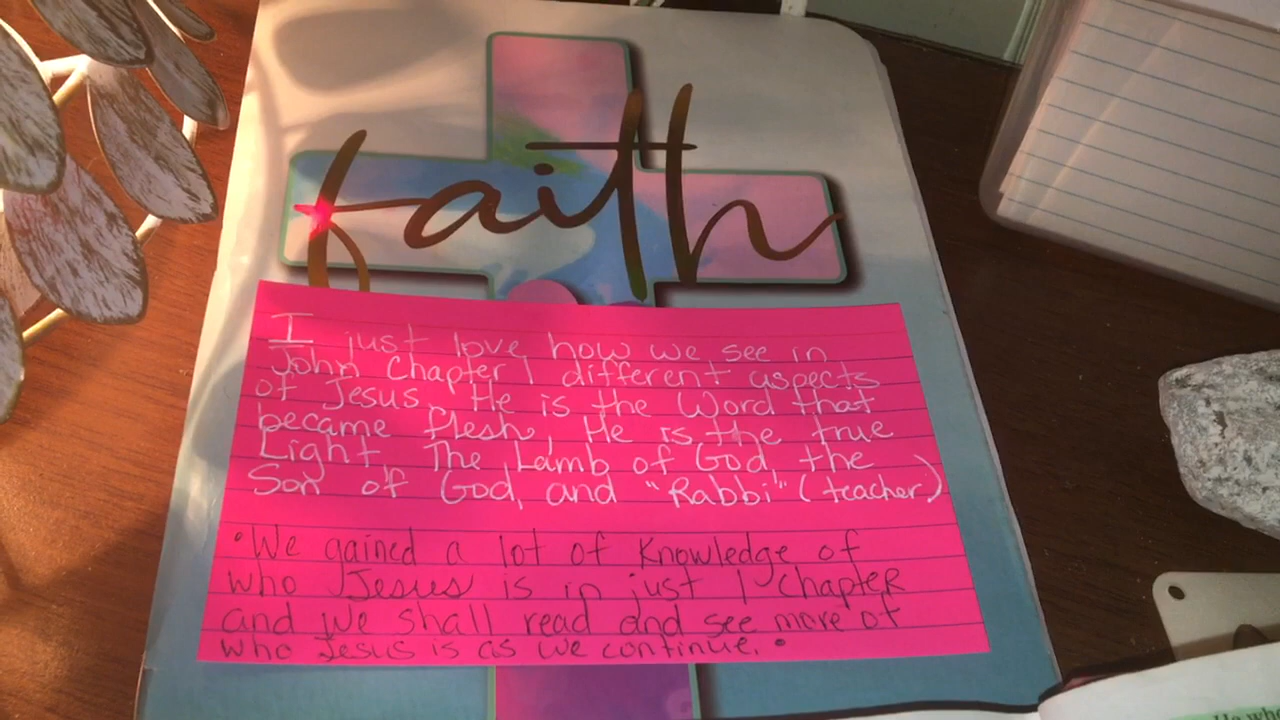 faith
I just love how we see in
John Chapter 1 different aspects
of Jesus. He is the Word that
became flesh, He is the true
Light, The Lamb of God, the
Son of God, and "Rabbi" (teacher)
•We gained a lot of Knowledge of
who Jesus is in just 1 chapter
and we shall read and see more of
who Jesus is as we continue. •